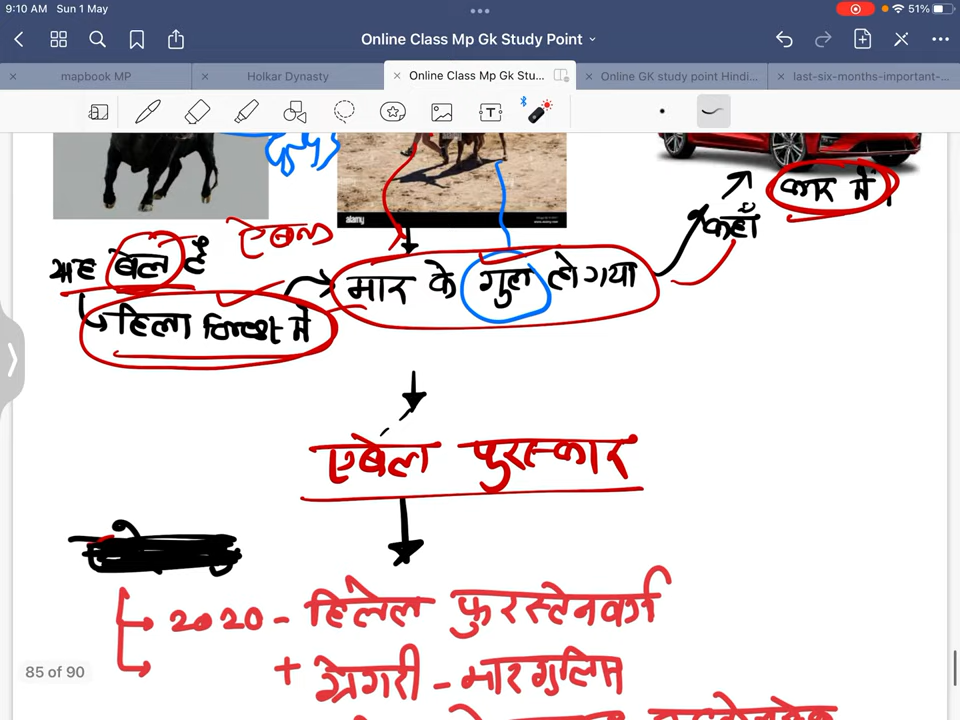 9:10 AM Sun 1 May
51%
Online Class Mp Gk Study Point
mapbook MP
Holkar Dynasty
Online Class Mp Gk Stu...
Online GK study point Hindi...
last-six-months-important-...
alamy
कार में
ऐबल
कहाँ
यह बेल है
मार के गुल हो गया
हिला
में
एबेल पुरस्कार
2020 - हिलेल फुरस्तेनबर्ग
85 of 90
+ ग्रेगरी - मारगुलिस